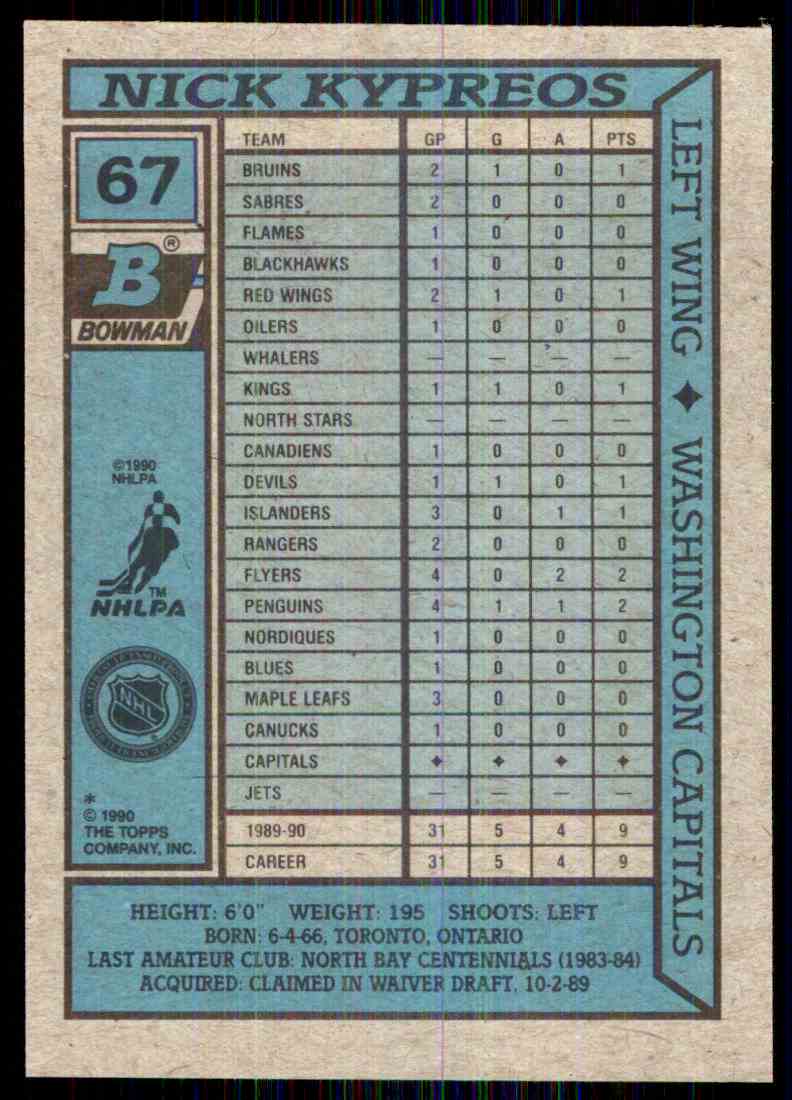 NICK KYPREOS
67
B®
BOWMAN
©1990
NHLPA
TM
NHLPA
NHL
*
© 1990
THE TOPPS
COMPANY, INC.
TEAM GP G A PTS
BRUINS 2 1 0 1
SABRES 2 0 0 0
FLAMES 1 0 0 0
BLACKHAWKS 1 0 0 0
RED WINGS 2 1 0 1
OILERS 1 0 0 0
WHALERS — — — —
KINGS 1 1 0 1
NORTH STARS — — — —
CANADIENS 1 0 0 0
DEVILS 1 1 0 1
ISLANDERS 3 0 1 1
RANGERS 2 0 0 0
FLYERS 4 0 2 2
PENGUINS 4 1 1 2
NORDIQUES 1 0 0 0
BLUES 1 0 0 0
MAPLE LEAFS 3 0 0 0
CANUCKS 1 0 0 0
CAPITALS ✦ ✦ ✦ ✦
JETS — — — —
1989-90 31 5 4 9
CAREER 31 5 4 9
LEFT WING ✦ WASHINGTON CAPITALS
HEIGHT: 6'0" WEIGHT: 195 SHOOTS: LEFT
BORN: 6-4-66, TORONTO, ONTARIO
LAST AMATEUR CLUB: NORTH BAY CENTENNIALS (1983-84)
ACQUIRED: CLAIMED IN WAIVER DRAFT, 10-2-89